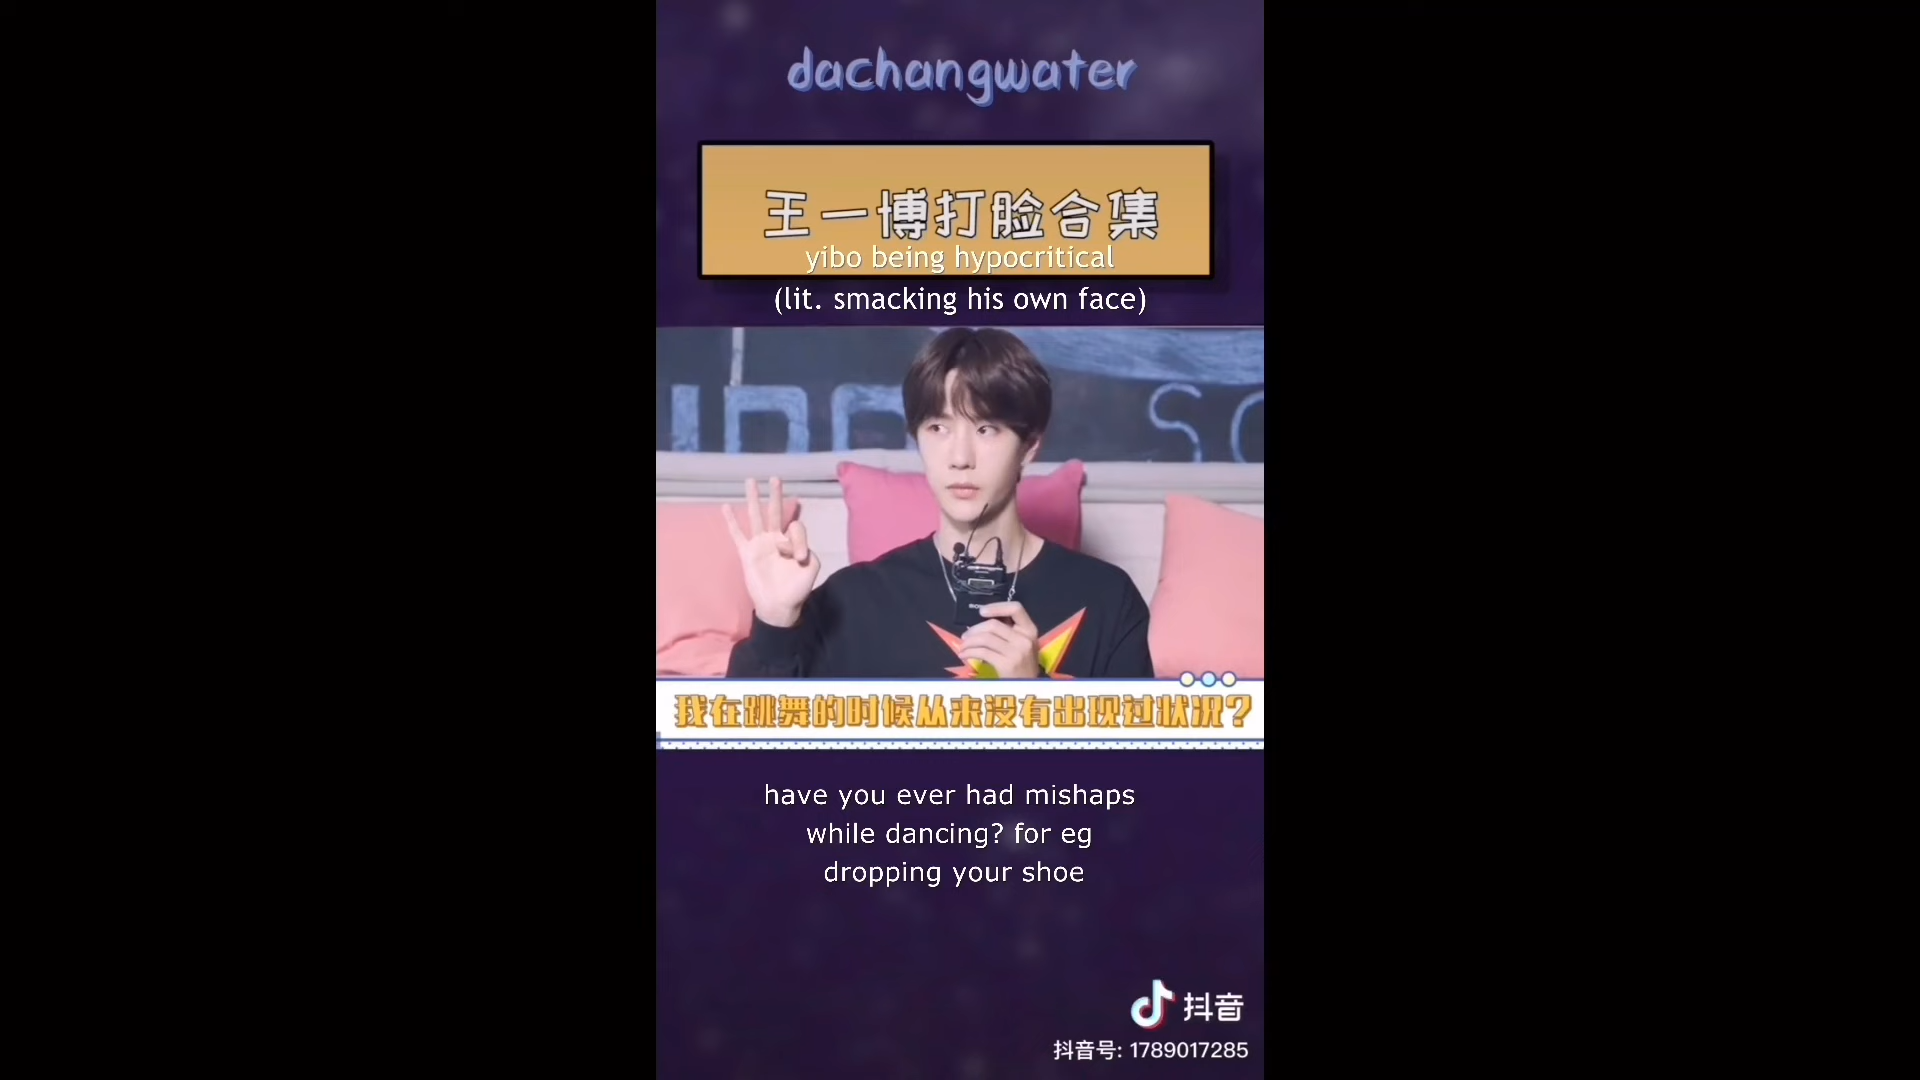 dachangwater
王一博打脸合集
yibo being hypocritical
(lit. smacking his own face)
SO
我在跳舞的时候从来没有出现过状况?
have you ever had mishaps
while dancing? for eg
dropping your shoe
抖音
抖音号: 1789017285